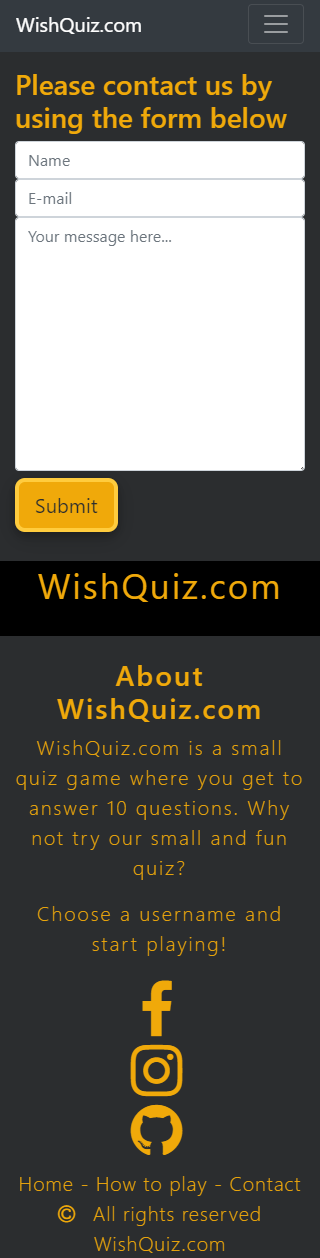 WishQuiz.com
Please contact us by
using the form below
Name
E-mail
Your message here...
Submit
WishQuiz.com
About
WishQuiz.com
WishQuiz.com is a small
quiz game where you get to
answer 10 questions. Why
not try our small and fun
quiz?
Choose a username and
start playing!
Home - How to play - Contact
© All rights reserved
WishQuiz.com